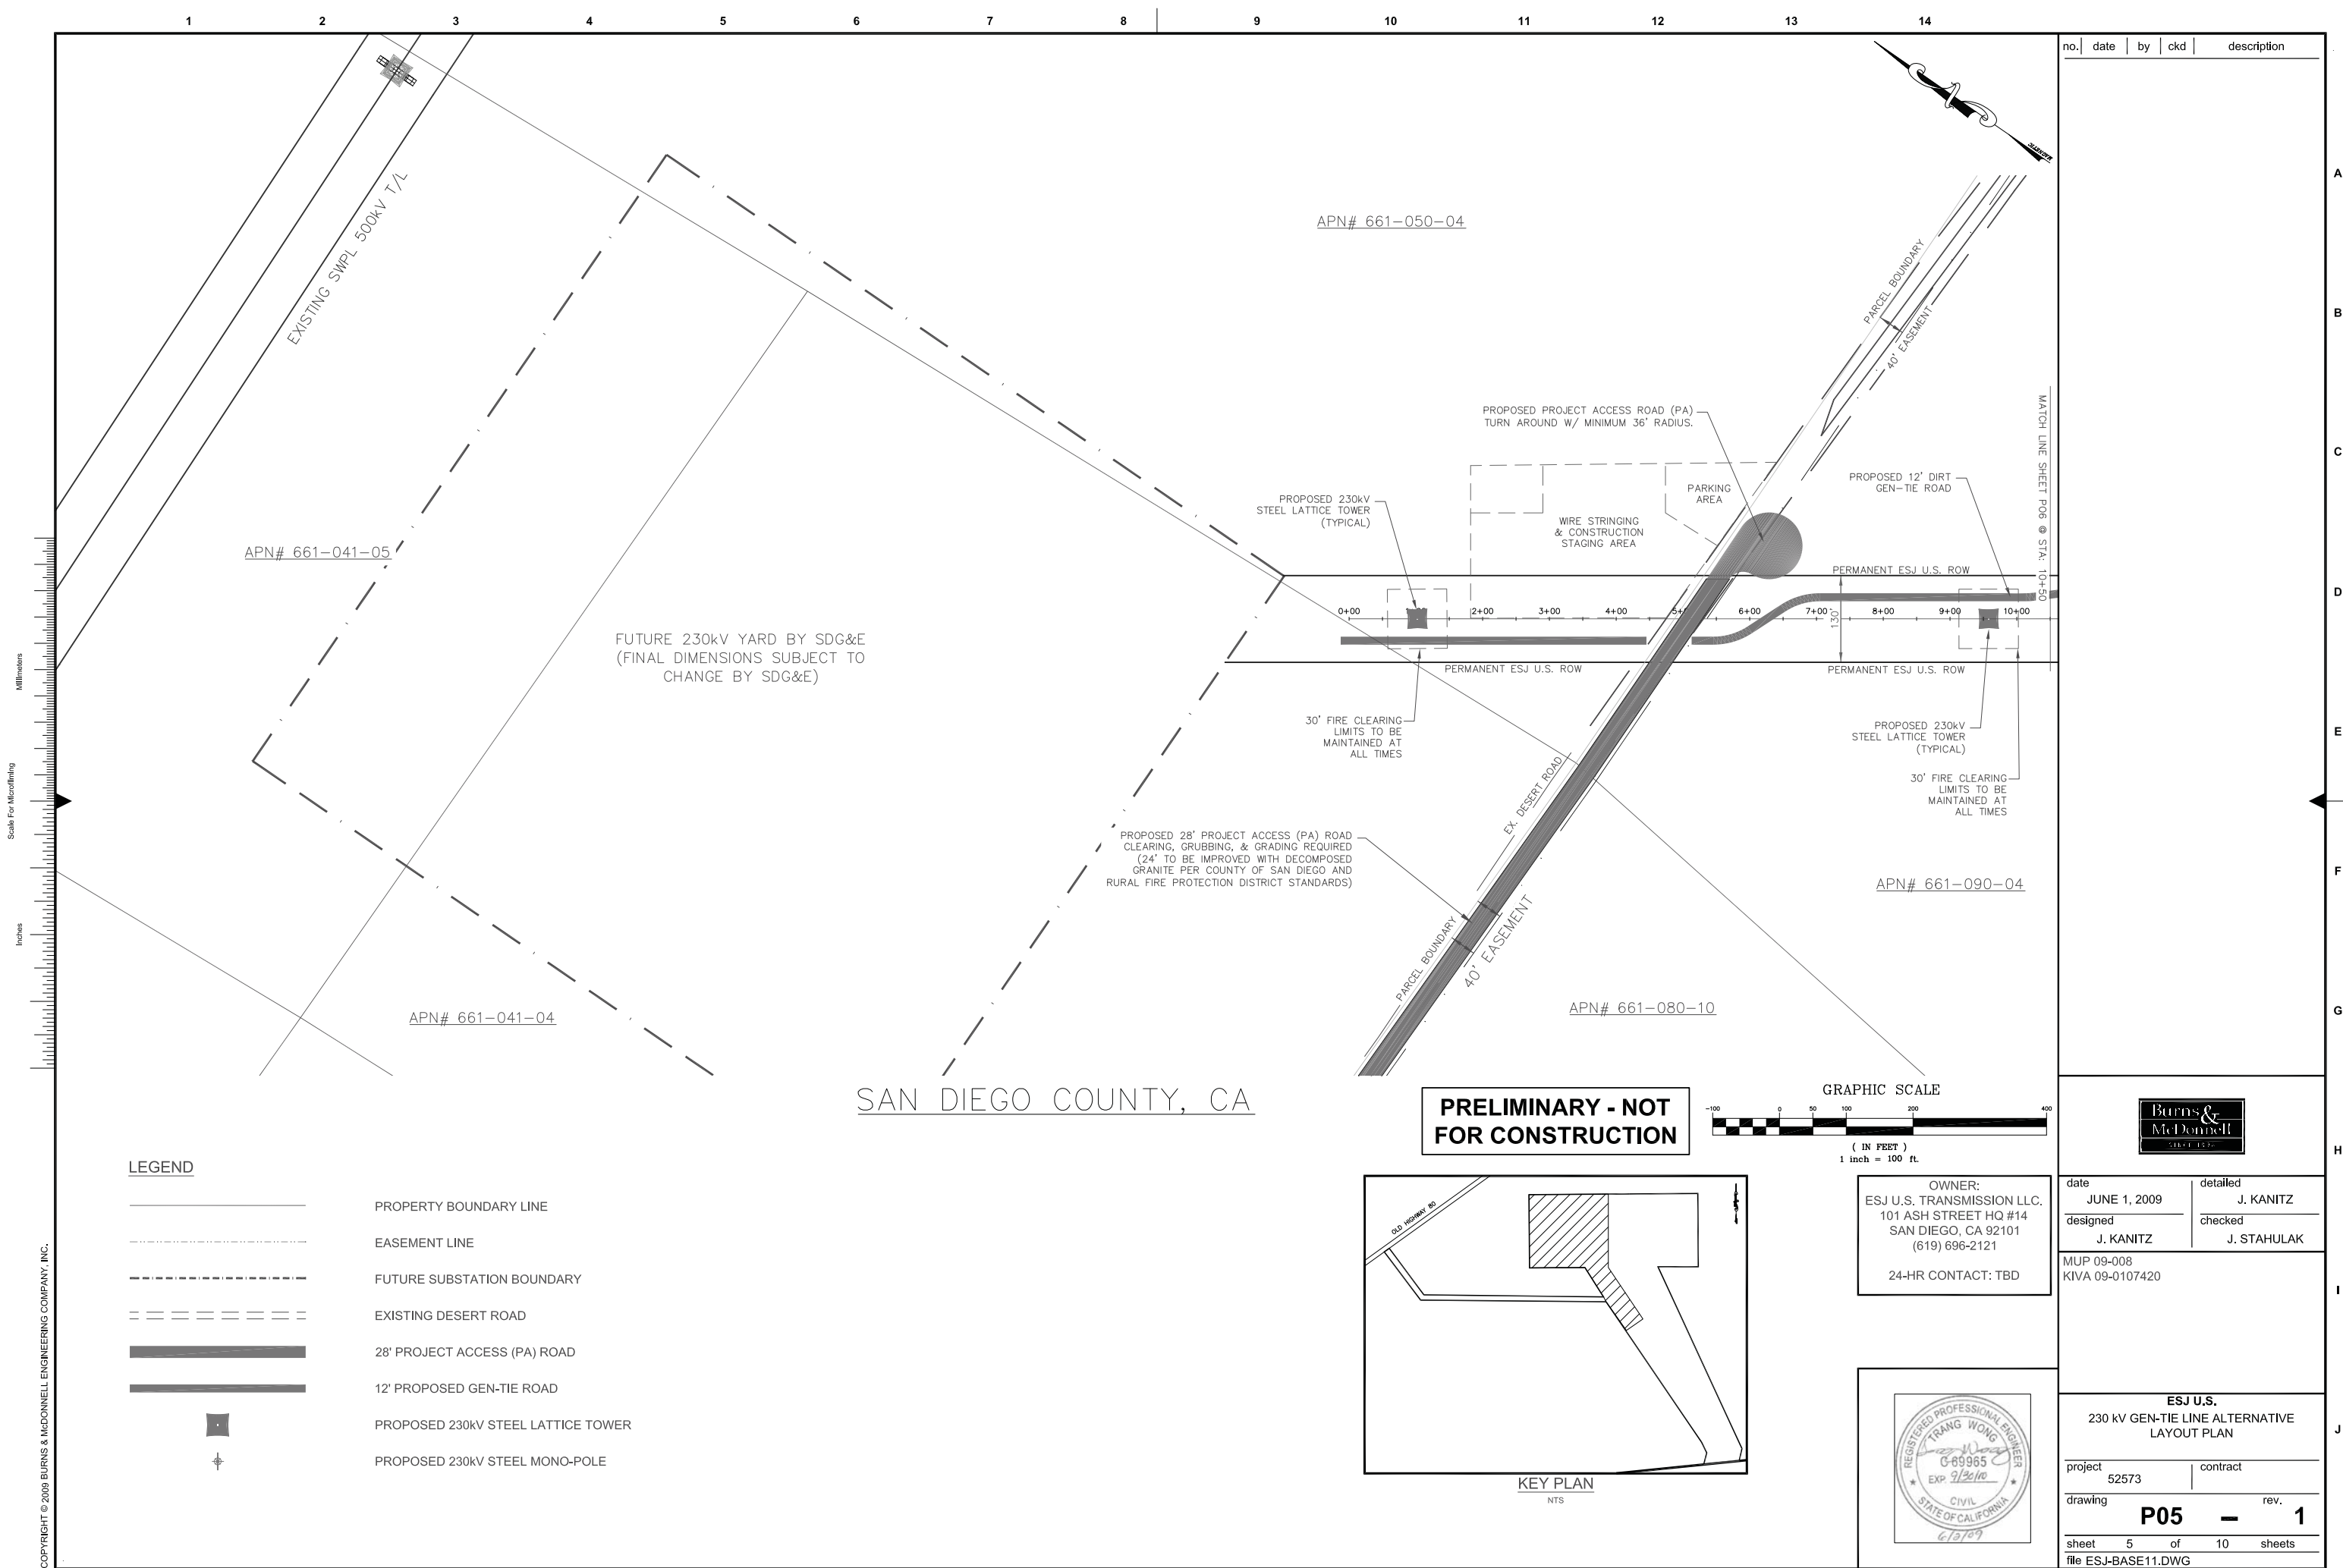 1 2 3 4 5 6 7 8 9 10 11 12 13 14
no. date by ckd description
A
B
C
D
E
F
G
H
I
J
EXISTING SWPL 500kV T/L
APN# 661-050-04
PARCEL BOUNDARY
40' EASEMENT
MATCH LINE SHEET P06 @ STA: 10+50
PROPOSED PROJECT ACCESS ROAD (PA)
TURN AROUND W/ MINIMUM 36' RADIUS.
PROPOSED 12' DIRT
GEN-TIE ROAD
PARKING
AREA
PROPOSED 230kV
STEEL LATTICE TOWER
(TYPICAL)
WIRE STRINGING
& CONSTRUCTION
STAGING AREA
APN# 661-041-05
PERMANENT ESJ U.S. ROW
0+00 2+00 3+00 4+00 5+ 6+00 7+00 8+00 9+00 10+00
130'
FUTURE 230kV YARD BY SDG&E
(FINAL DIMENSIONS SUBJECT TO
CHANGE BY SDG&E)
PERMANENT ESJ U.S. ROW
PERMANENT ESJ U.S. ROW
30' FIRE CLEARING
LIMITS TO BE
MAINTAINED AT
ALL TIMES
PROPOSED 230kV
STEEL LATTICE TOWER
(TYPICAL)
30' FIRE CLEARING
LIMITS TO BE
MAINTAINED AT
ALL TIMES
EX. DESERT ROAD
PROPOSED 28' PROJECT ACCESS (PA) ROAD
CLEARING, GRUBBING, & GRADING REQUIRED
(24' TO BE IMPROVED WITH DECOMPOSED
GRANITE PER COUNTY OF SAN DIEGO AND
RURAL FIRE PROTECTION DISTRICT STANDARDS)
APN# 661-090-04
PARCEL BOUNDARY
40' EASEMENT
APN# 661-041-04
APN# 661-080-10
Millimeters
Scale For Microfilming
Inches
SAN DIEGO COUNTY, CA
PRELIMINARY - NOT
FOR CONSTRUCTION
GRAPHIC SCALE
-100 0 50 100 200 400
( IN FEET )
1 inch = 100 ft.
LEGEND
PROPERTY BOUNDARY LINE
EASEMENT LINE
FUTURE SUBSTATION BOUNDARY
EXISTING DESERT ROAD
28' PROJECT ACCESS (PA) ROAD
12' PROPOSED GEN-TIE ROAD
PROPOSED 230kV STEEL LATTICE TOWER
PROPOSED 230kV STEEL MONO-POLE
OLD HIGHWAY 80
KEY PLAN
NTS
OWNER:
ESJ U.S. TRANSMISSION LLC.
101 ASH STREET HQ #14
SAN DIEGO, CA 92101
(619) 696-2121
24-HR CONTACT: TBD
REGISTERED PROFESSIONAL ENGINEER
TRANG WONG
C 69965
EXP. 9/30/10
CIVIL
STATE OF CALIFORNIA
6/2/09
Burns &
McDonnell
SINCE 1898
date detailed
JUNE 1, 2009 J. KANITZ
designed checked
J. KANITZ J. STAHULAK
MUP 09-008
KIVA 09-0107420
ESJ U.S.
230 kV GEN-TIE LINE ALTERNATIVE
LAYOUT PLAN
project contract
52573
drawing rev.
P05 – 1
sheet 5 of 10 sheets
file ESJ-BASE11.DWG
COPYRIGHT © 2009 BURNS & McDONNELL ENGINEERING COMPANY, INC.